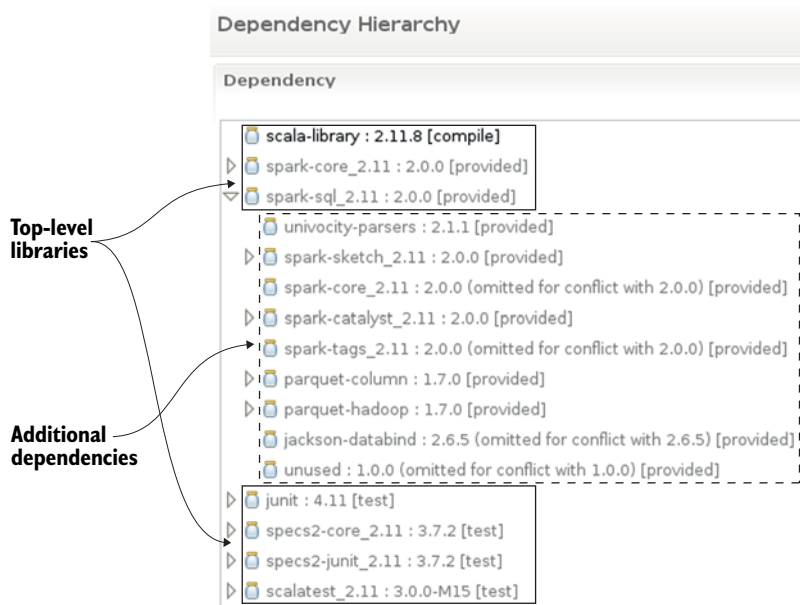 Dependency Hierarchy
Dependency
scala-library : 2.11.8 [compile]
spark-core_2.11 : 2.0.0 [provided]
spark-sql_2.11 : 2.0.0 [provided]
Top-level
libraries
univocity-parsers : 2.1.1 [provided]
spark-sketch_2.11 : 2.0.0 [provided]
spark-core_2.11 : 2.0.0 (omitted for conflict with 2.0.0) [provided]
spark-catalyst_2.11 : 2.0.0 [provided]
spark-tags_2.11 : 2.0.0 (omitted for conflict with 2.0.0) [provided]
parquet-column : 1.7.0 [provided]
parquet-hadoop : 1.7.0 [provided]
Additional
dependencies
jackson-databind : 2.6.5 (omitted for conflict with 2.6.5) [provided]
unused : 1.0.0 (omitted for conflict with 1.0.0) [provided]
junit : 4.11 [test]
specs2-core_2.11 : 3.7.2 [test]
specs2-junit_2.11 : 3.7.2 [test]
scalatest_2.11 : 3.0.0-M15 [test]